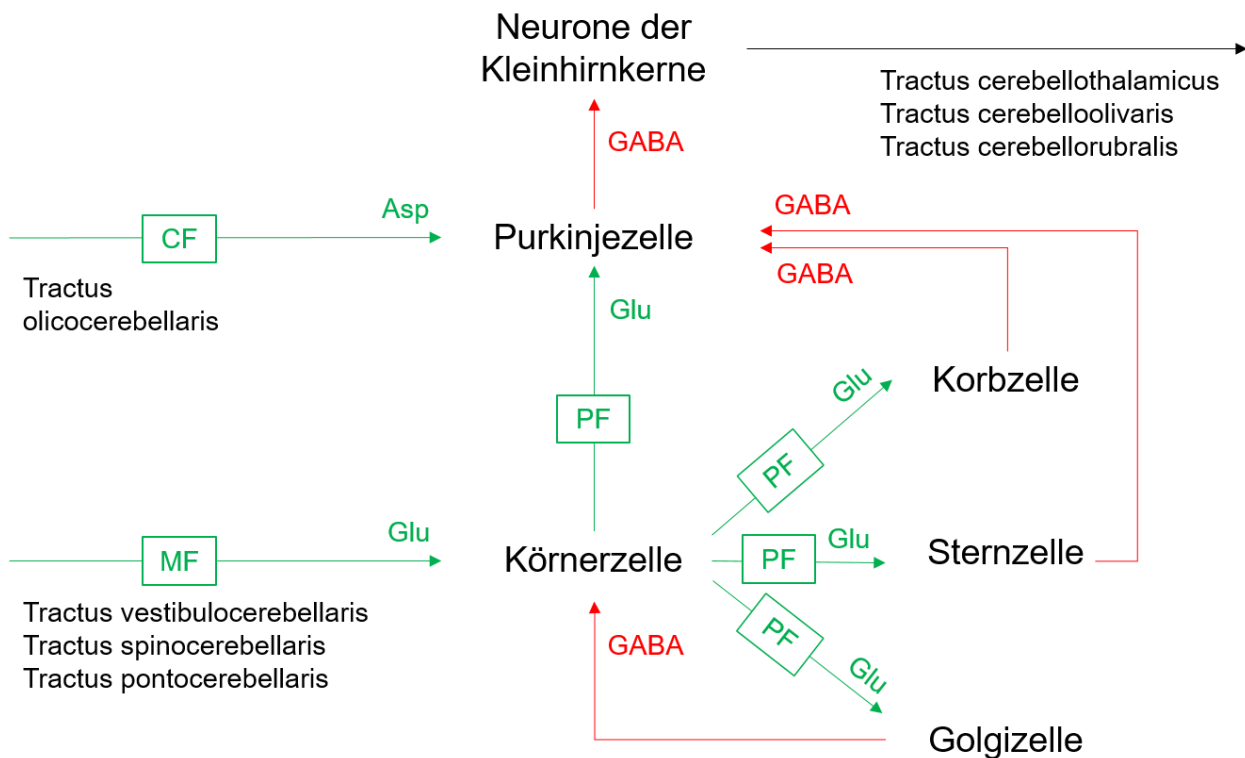 Neurone der
Kleinhirnkerne
Tractus cerebellothalamicus
Tractus cerebelloolivaris
Tractus cerebellorubralis
GABA
Asp
CF
Purkinjezelle
GABA
GABA
Tractus
olicocerebellaris
Glu
PF
Glu
PF
Korbzelle
Glu
MF
Körnerzelle
PF
Glu
Sternzelle
Tractus vestibulocerebellaris
Tractus spinocerebellaris
Tractus pontocerebellaris
GABA
PF
Glu
Golgizelle